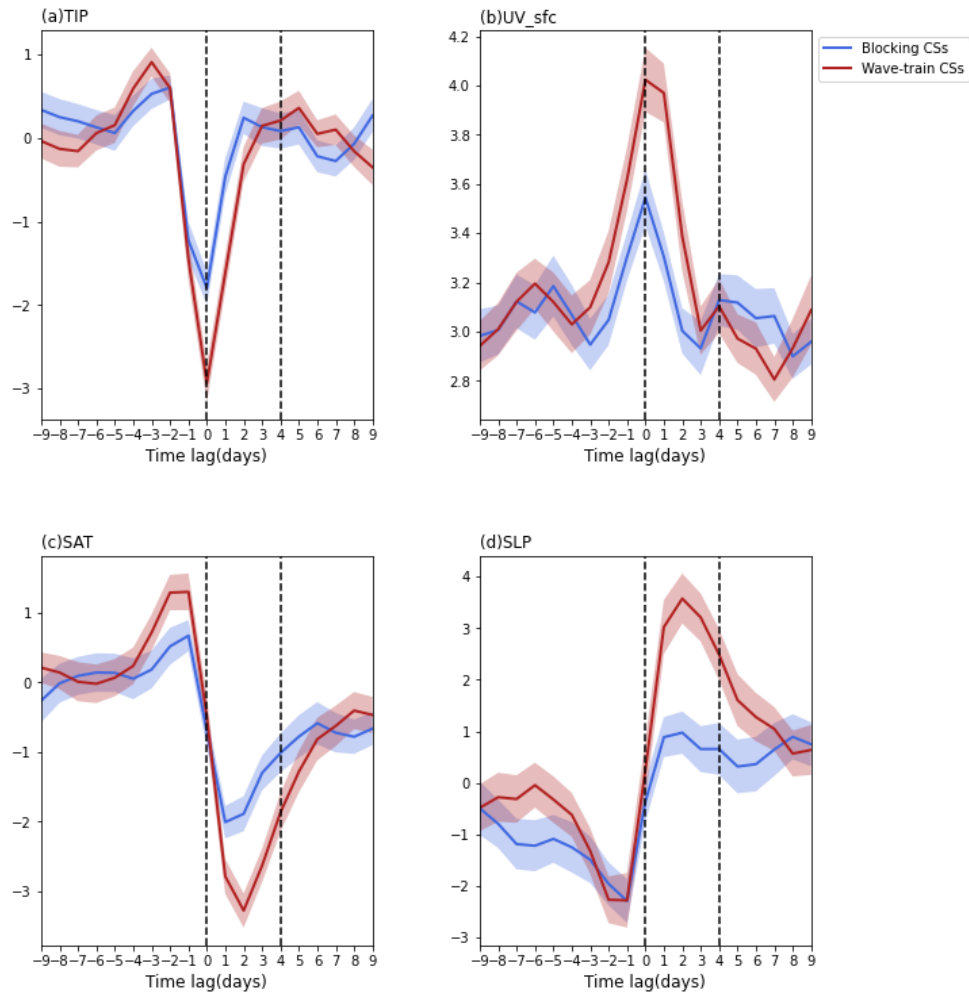 (a)TIP
1
0
−1
−2
−3
−9−8−7−6−5−4−3−2−1 0 1 2 3 4 5 6 7 8 9
Time lag(days)
(b)UV_sfc
4.2
4.0
3.8
3.6
3.4
3.2
3.0
2.8
−9−8−7−6−5−4−3−2−1 0 1 2 3 4 5 6 7 8 9
Time lag(days)
Blocking CSs
Wave-train CSs
(c)SAT
1
0
−1
−2
−3
−9−8−7−6−5−4−3−2−1 0 1 2 3 4 5 6 7 8 9
Time lag(days)
(d)SLP
4
3
2
1
0
−1
−2
−3
−9−8−7−6−5−4−3−2−1 0 1 2 3 4 5 6 7 8 9
Time lag(days)